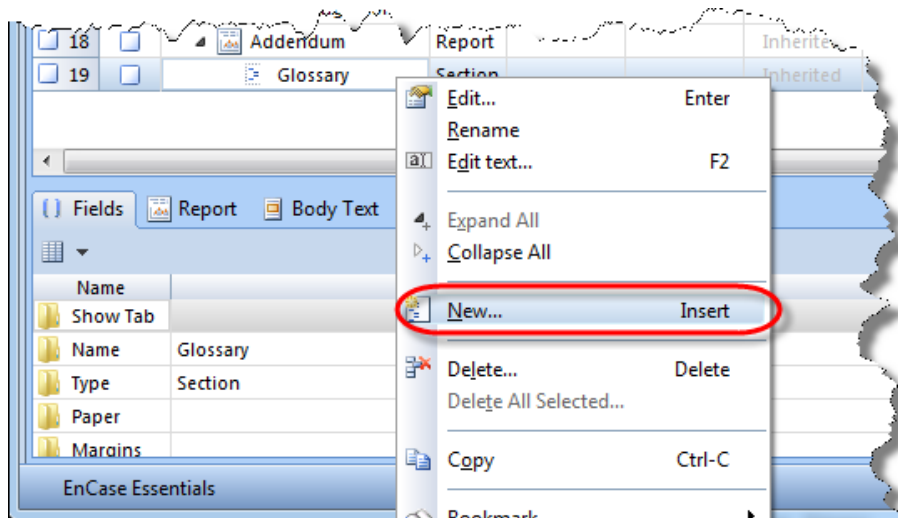 18 Addendum Report Inherited
19 Glossary Section Inherited
Edit... Enter
Rename
Edit text... F2
Fields Report Body Text
Expand All
Collapse All
Name
New... Insert
Show Tab
Name Glossary
Type Section
Delete... Delete
Delete All Selected...
Paper
Margins
Copy Ctrl-C
EnCase Essentials
Bookmark